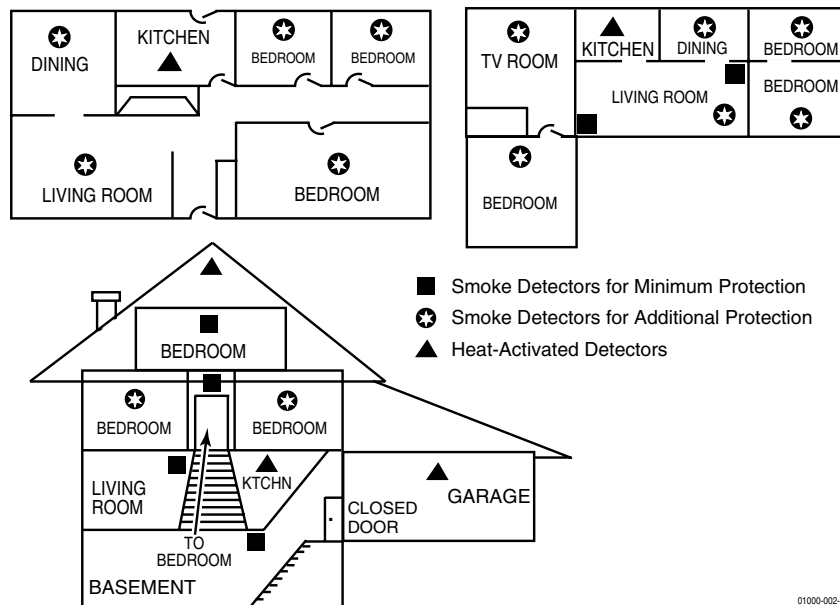 DINING
KITCHEN
BEDROOM
BEDROOM
LIVING ROOM
BEDROOM
TV ROOM
KITCHEN
DINING
BEDROOM
LIVING ROOM
BEDROOM
BEDROOM
Smoke Detectors for Minimum Protection
Smoke Detectors for Additional Protection
Heat-Activated Detectors
BEDROOM
BEDROOM
BEDROOM
LIVING
ROOM
KTCHN
CLOSED
DOOR
GARAGE
TO
BEDROOM
BASEMENT
01000-002-